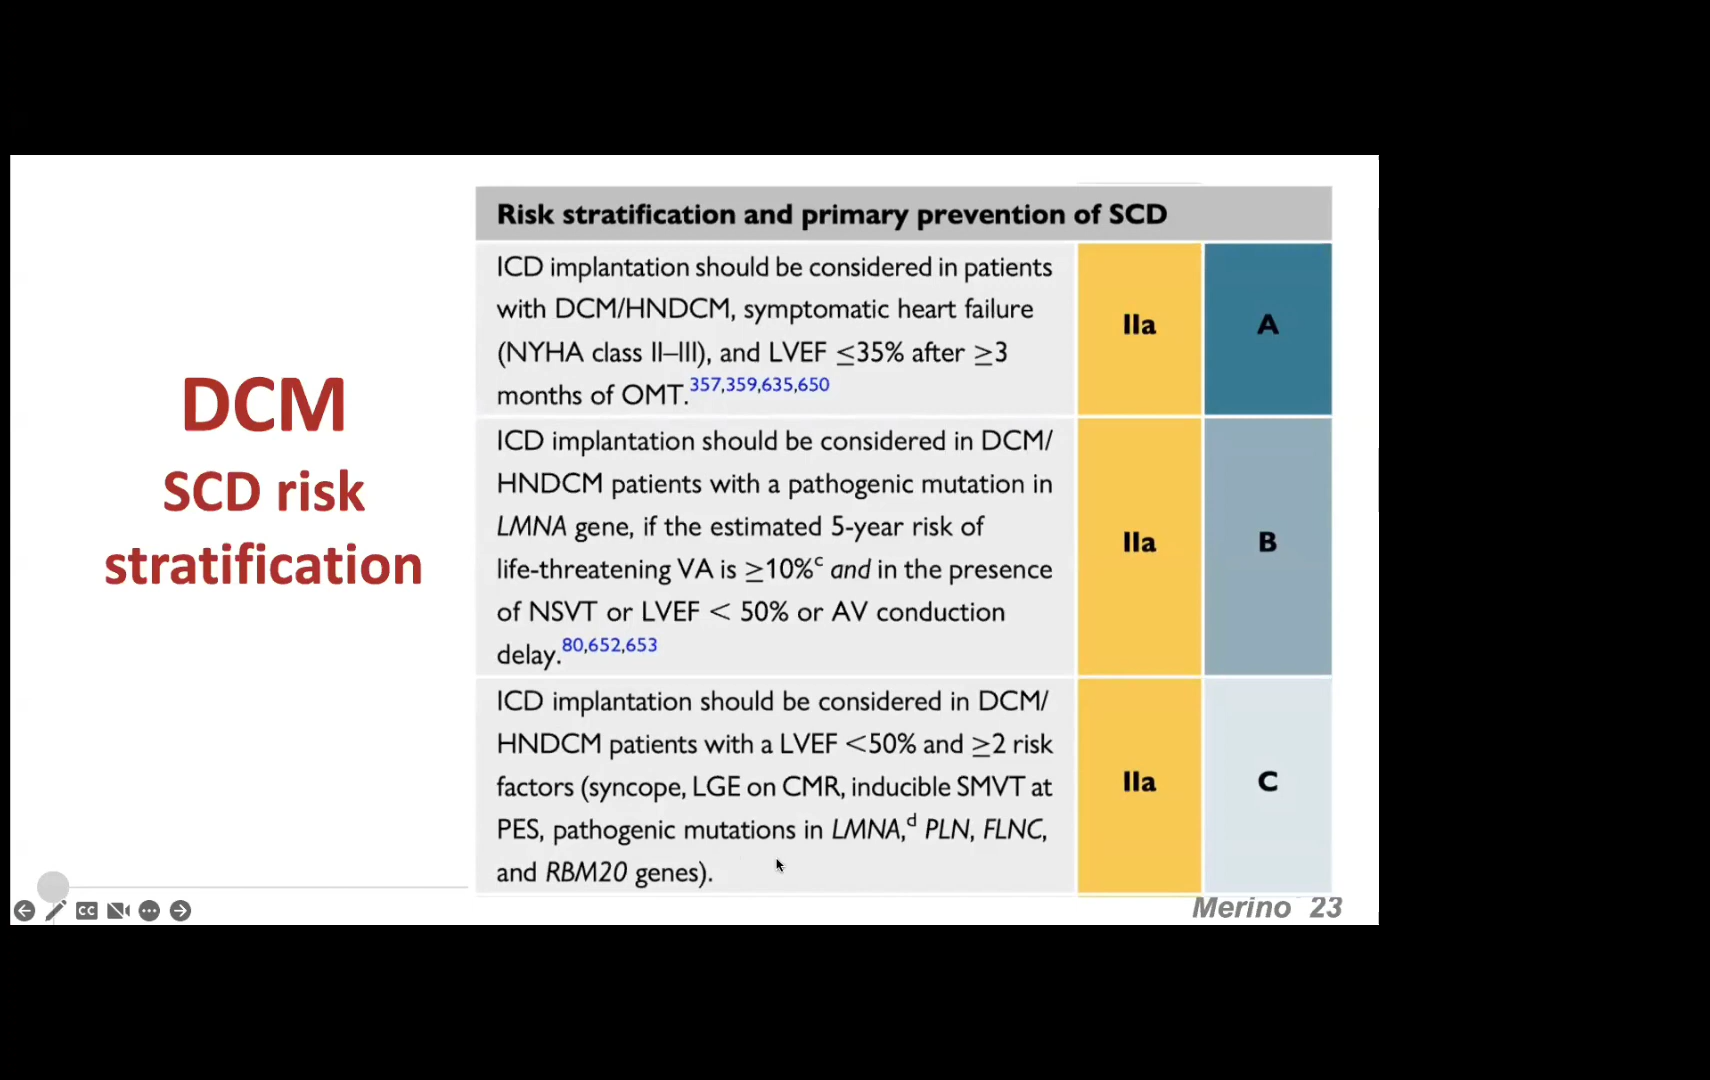 DCM
SCD risk
stratification
Risk stratification and primary prevention of SCD
ICD implantation should be considered in patients
with DCM/HNDCM, symptomatic heart failure
(NYHA class II–III), and LVEF ≤35% after ≥3
months of OMT.357,359,635,650
IIa
A
ICD implantation should be considered in DCM/
HNDCM patients with a pathogenic mutation in
LMNA gene, if the estimated 5-year risk of
life-threatening VA is ≥10%c and in the presence
of NSVT or LVEF < 50% or AV conduction
delay.80,652,653
IIa
B
ICD implantation should be considered in DCM/
HNDCM patients with a LVEF <50% and ≥2 risk
factors (syncope, LGE on CMR, inducible SMVT at
PES, pathogenic mutations in LMNA,d PLN, FLNC,
and RBM20 genes).
IIa
C
CC
Merino 23